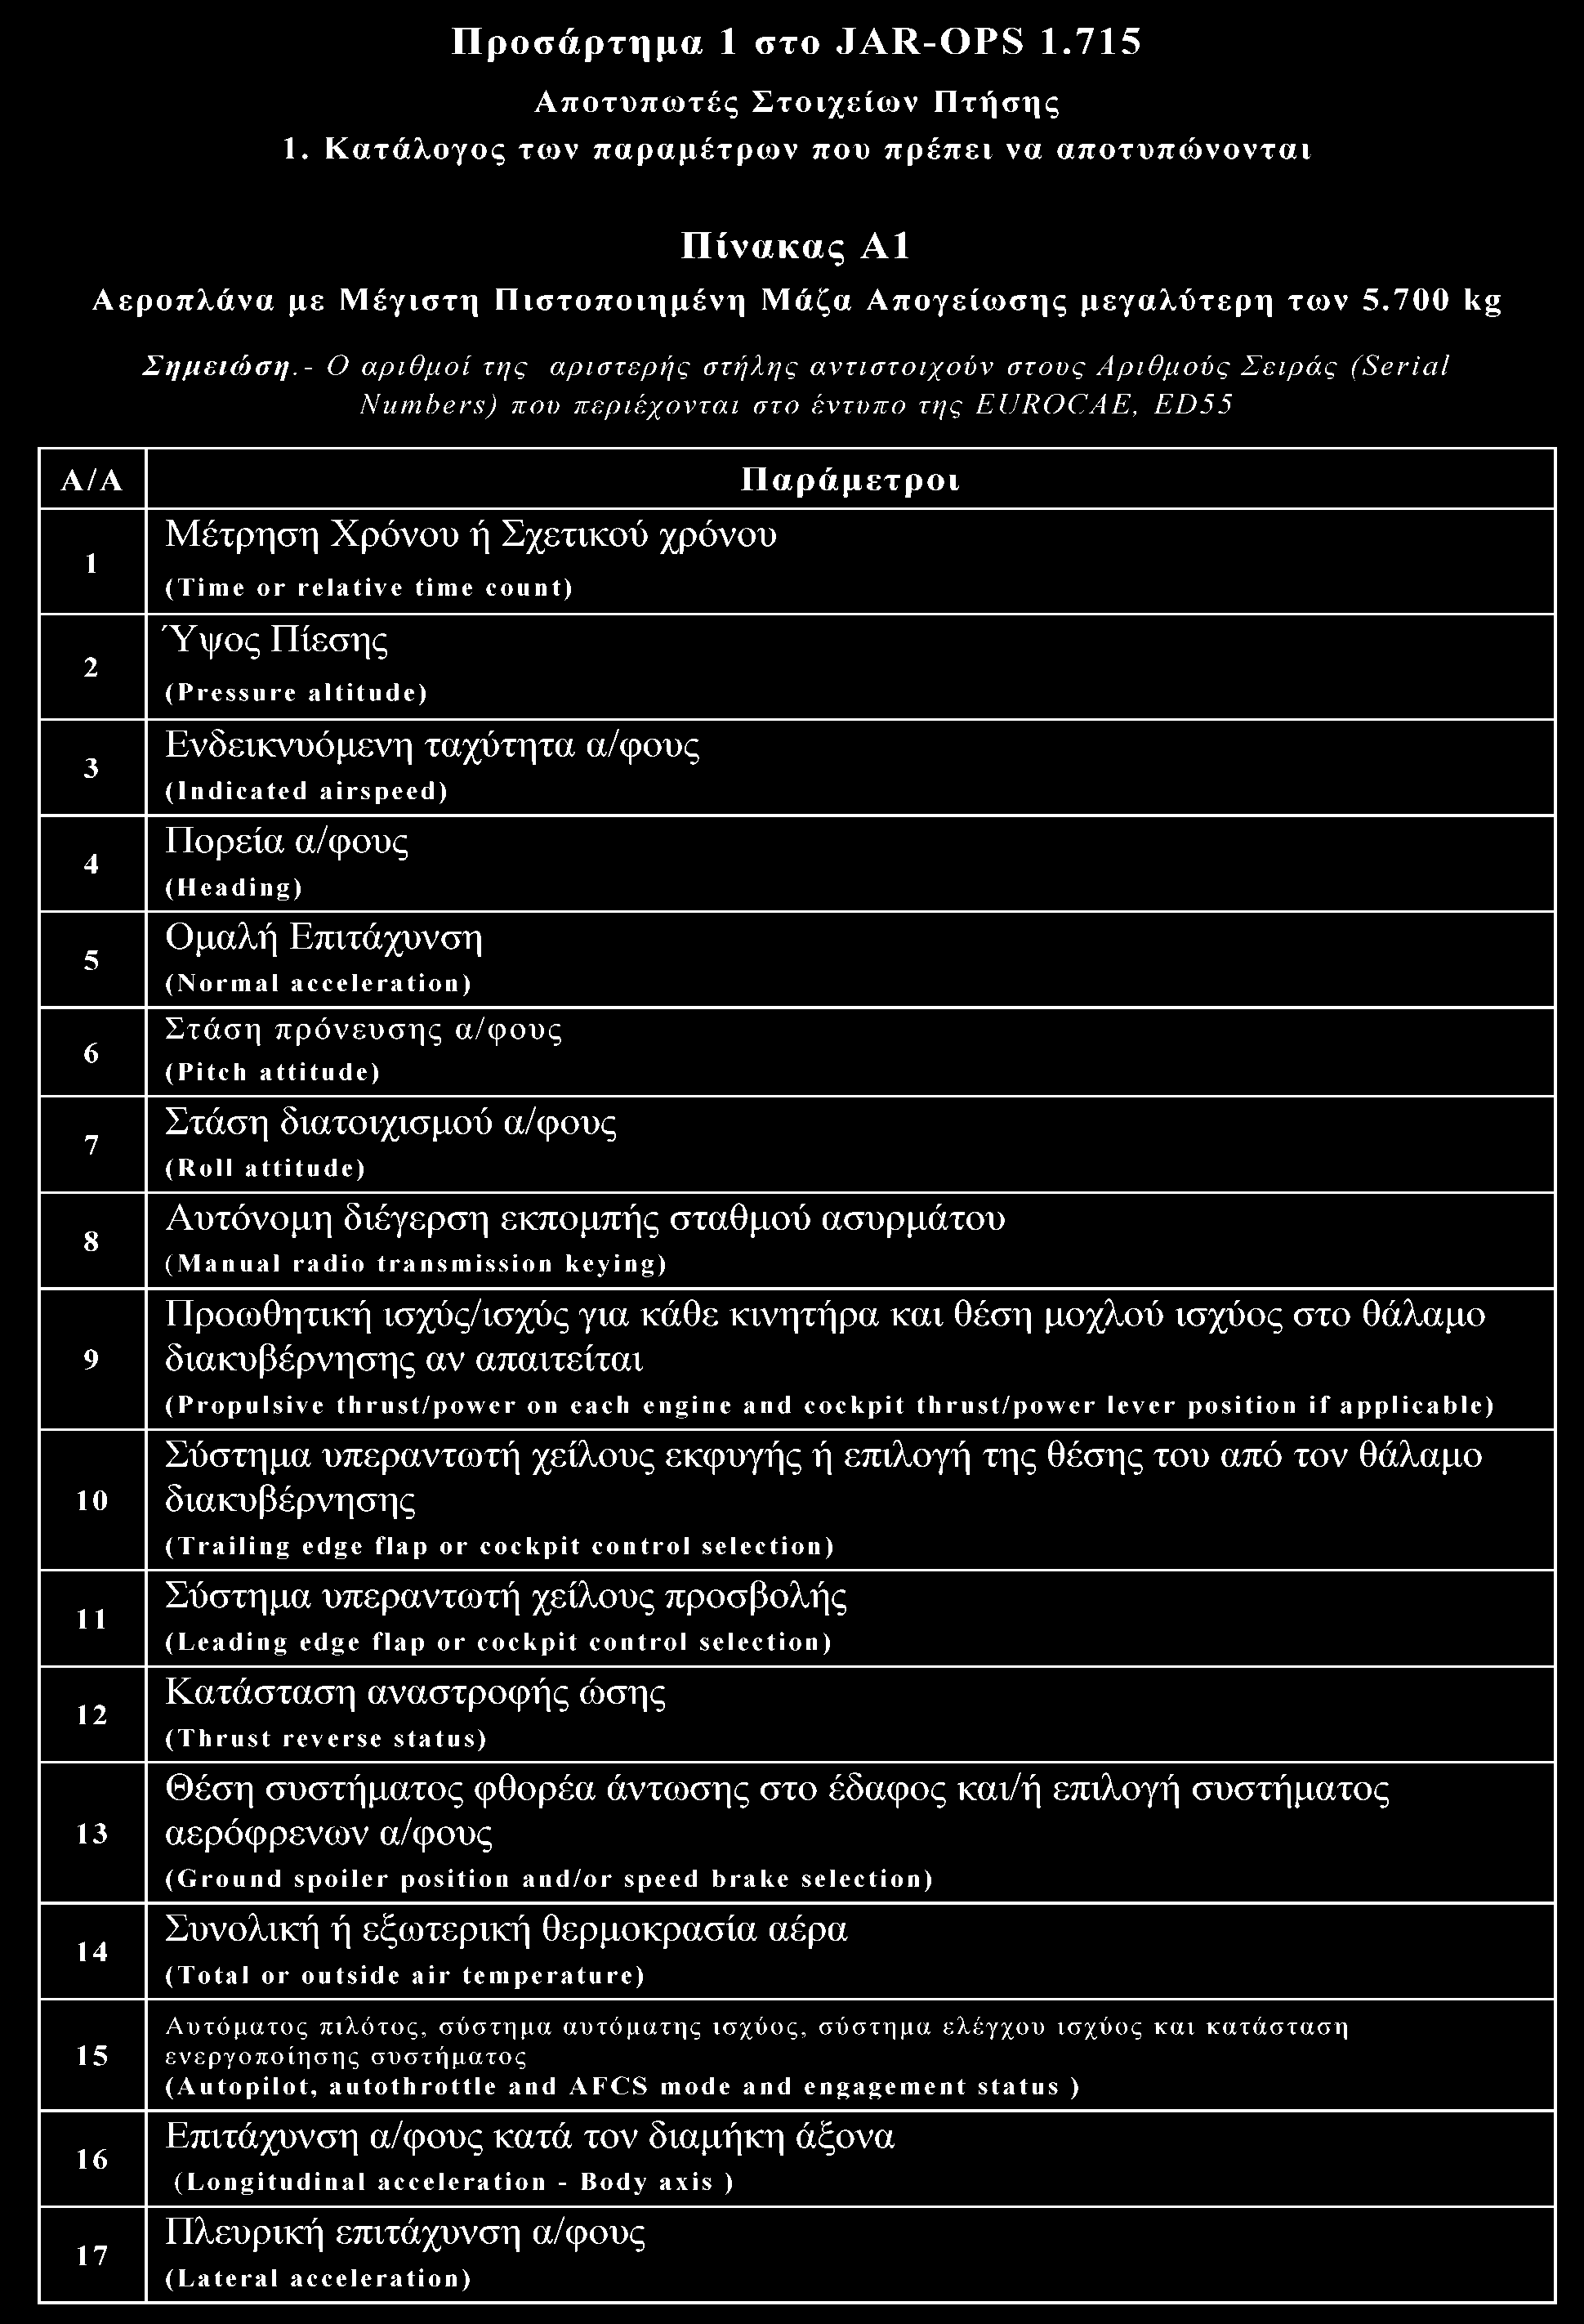 Προσάρτημα 1 στο JAR-OPS 1.715
Αποτυπωτές Στοιχείων Πτήσης
1. Κατάλογος των παραμέτρων που πρέπει να αποτυπώνονται
Πίνακας Α1
Αεροπλάνα με Μέγιστη Πιστοποιημένη Μάζα Απογείωσης μεγαλύτερη των 5.700 kg
Σημειώση.- Ο αριθμοί της αριστερής στήλης αντιστοιχούν στους Αριθμούς Σειράς (Serial
Numbers) που περιέχονται στο έντυπο της EUROCAE, ED55
Α/Α Παράμετροι
1 Μέτρηση Χρόνου ή Σχετικού χρόνου
(Time or relative time count)
2 Ύψος Πίεσης
(Pressure altitude)
3 Ενδεικνυόμενη ταχύτητα α/φους
(Indicated airspeed)
4 Πορεία α/φους
(Heading)
5 Ομαλή Επιτάχυνση
(Normal acceleration)
6 Στάση πρόνευσης α/φους
(Pitch attitude)
7 Στάση διατοιχισμού α/φους
(Roll attitude)
8 Αυτόνομη διέγερση εκπομπής σταθμού ασυρμάτου
(Manual radio transmission keying)
9 Προωθητική ισχύς/ισχύς για κάθε κινητήρα και θέση μοχλού ισχύος στο θάλαμο
διακυβέρνησης αν απαιτείται
(Propulsive thrust/power on each engine and cockpit thrust/power lever position if applicable)
10 Σύστημα υπεραντωτή χείλους εκφυγής ή επιλογή της θέσης του από τον θάλαμο
διακυβέρνησης
(Trailing edge flap or cockpit control selection)
11 Σύστημα υπεραντωτή χείλους προσβολής
(Leading edge flap or cockpit control selection)
12 Κατάσταση αναστροφής ώσης
(Thrust reverse status)
13 Θέση συστήματος φθορέα άντωσης στο έδαφος και/ή επιλογή συστήματος
αερόφρενων α/φους
(Ground spoiler position and/or speed brake selection)
14 Συνολική ή εξωτερική θερμοκρασία αέρα
(Total or outside air temperature)
15 Αυτόματος πιλότος, σύστημα αυτόματης ισχύος, σύστημα ελέγχου ισχύος και κατάσταση
ενεργοποίησης συστήματος
(Autopilot, autothrottle and AFCS mode and engagement status )
16 Επιτάχυνση α/φους κατά τον διαμήκη άξονα
(Longitudinal acceleration - Body axis )
17 Πλευρική επιτάχυνση α/φους
(Lateral acceleration)